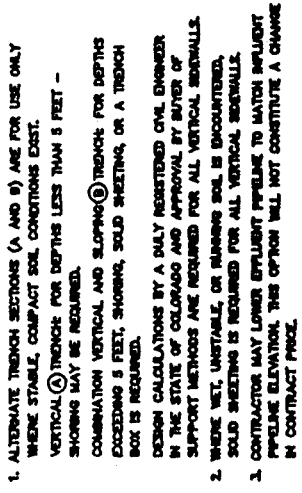 1. ALTERNATE TRENCH SECTIONS (A AND B) ARE FOR USE ONLY
WHERE STABLE, COMPACT SOIL CONDITIONS EXIST.
VERTICAL (A) TRENCH: FOR DEPTHS LESS THAN 5 FEET –
SHORING MAY BE REQUIRED.
COMBINATION VERTICAL AND SLOPING (B) TRENCH: FOR DEPTHS
EXCEEDING 5 FEET, SHORING, SOLID SHEETING, OR A TRENCH
BOX IS REQUIRED.
DESIGN CALCULATIONS BY A DULY REGISTERED CIVIL ENGINEER
IN THE STATE OF COLORADO AND APPROVAL BY BUYER OF
SUPPORT METHODS ARE REQUIRED FOR ALL VERTICAL SIDEWALLS.
2. WHERE WET, UNSTABLE, OR RUNNING SOIL IS ENCOUNTERED,
SOLID SHEETING IS REQUIRED FOR ALL VERTICAL SIDEWALLS.
3. CONTRACTOR MAY LOWER EFFLUENT PIPELINE TO MATCH INFLUENT
PIPELINE ELEVATION. THIS OPTION WILL NOT CONSTITUTE A CHANGE
IN CONTRACT PRICE.